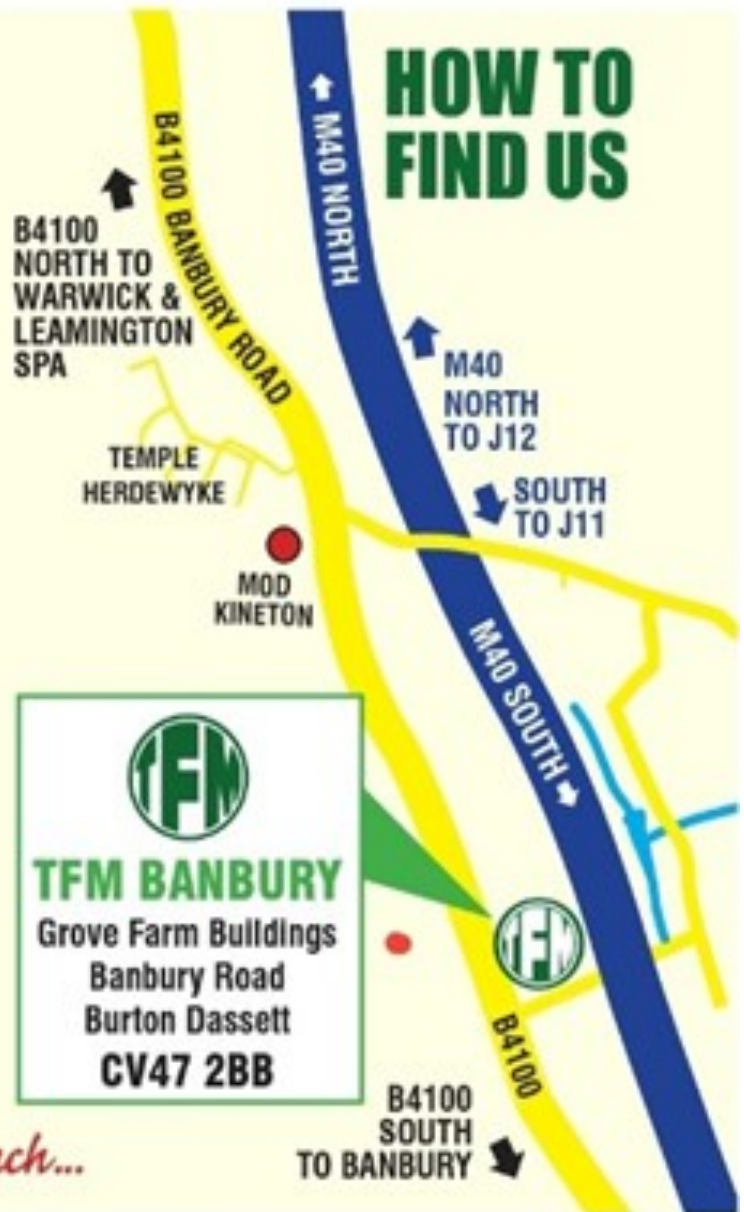 HOW TO
FIND US
M40 NORTH
B4100 BANBURY ROAD
B4100
NORTH TO
WARWICK &
LEAMINGTON
SPA
M40
NORTH
TO J12
TEMPLE
HERDEWYKE
SOUTH
TO J11
MOD
KINETON
M40 SOUTH
TFM
TFM BANBURY
Grove Farm Buildings
Banbury Road
Burton Dassett
CV47 2BB
TFM
B4100
B4100
SOUTH
TO BANBURY